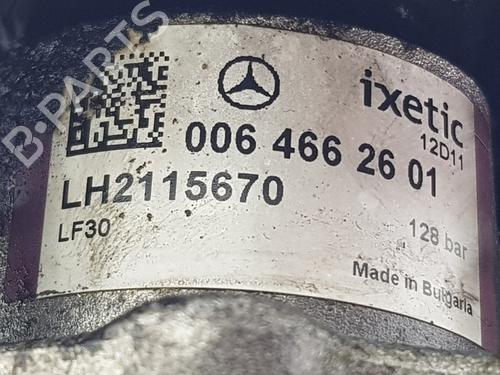 B-PARTS
ixetic
12D11
006 466 26 01
LH2115670
LF30
128 bar
Made in Bulgaria